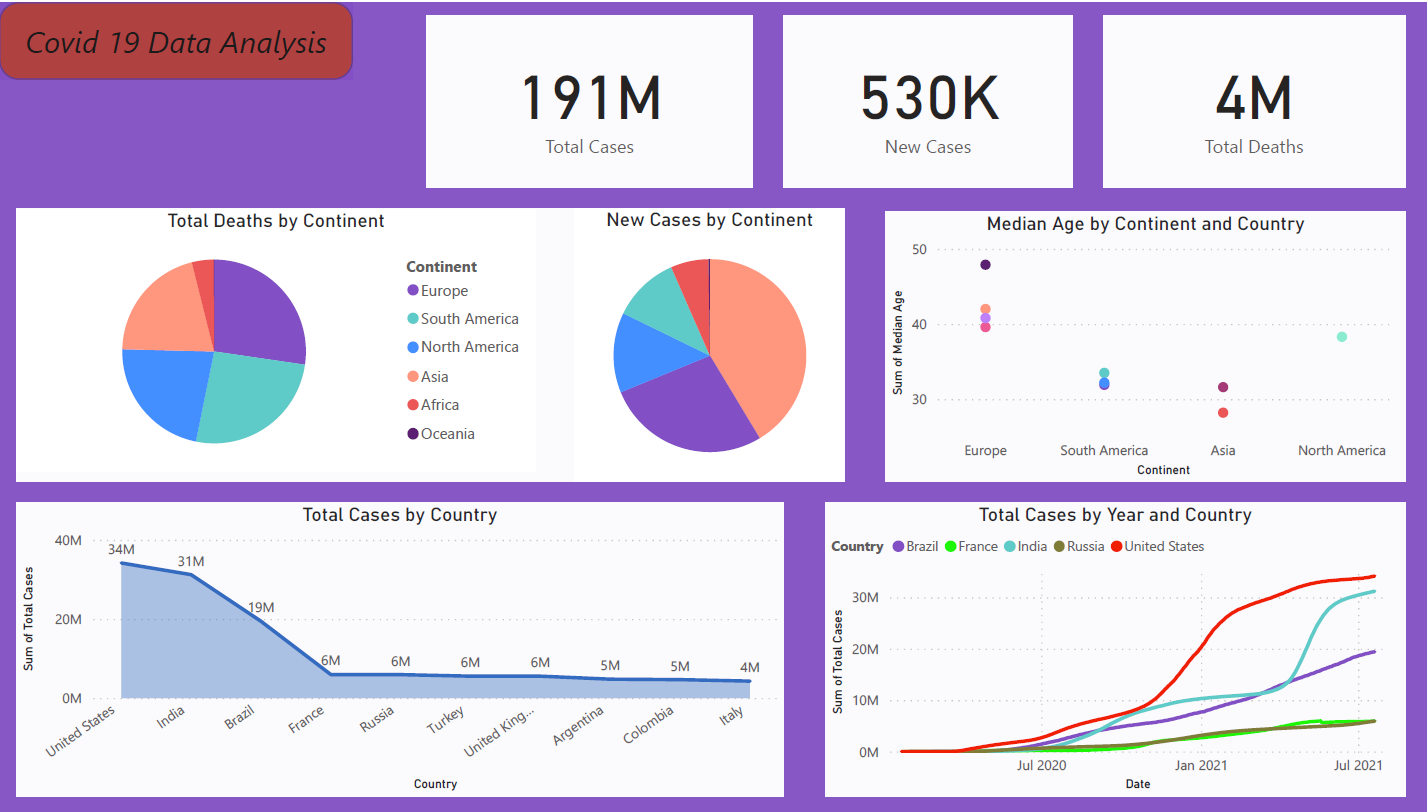 Covid 19 Data Analysis
191M
Total Cases
530K
New Cases
4M
Total Deaths
Total Deaths by Continent
Continent
Europe
South America
North America
Asia
Africa
Oceania
New Cases by Continent
Median Age by Continent and Country
Sum of Median Age
50
40
30
Europe South America Asia North America
Continent
Total Cases by Country
Sum of Total Cases
40M
20M
0M
34M 31M 19M 6M 6M 6M 6M 5M 5M 4M
United States India Brazil France Russia Turkey United King... Argentina Colombia Italy
Country
Total Cases by Year and Country
Country Brazil France India Russia United States
Sum of Total Cases
30M
20M
10M
0M
Jul 2020 Jan 2021 Jul 2021
Date